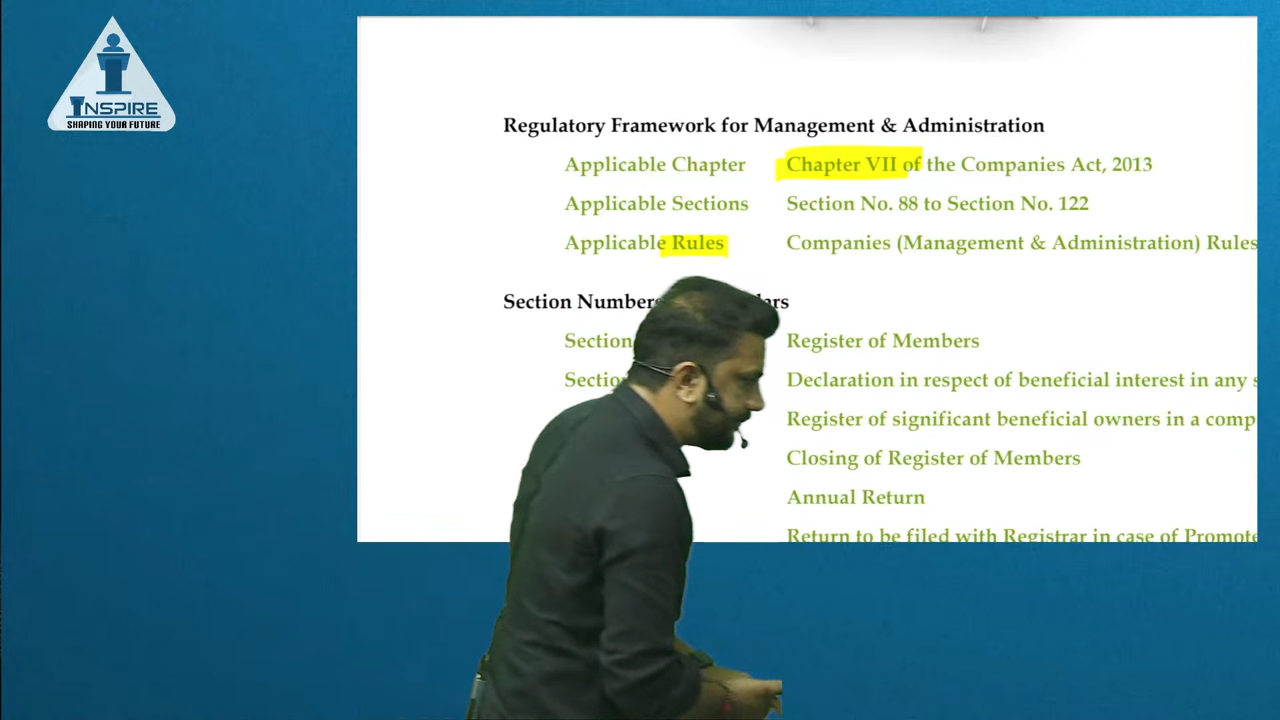 INSPIRE
SHAPING YOUR FUTURE
Regulatory Framework for Management & Administration
Applicable Chapter Chapter VII of the Companies Act, 2013
Applicable Sections Section No. 88 to Section No. 122
Applicable Rules Companies (Management & Administration) Rules
Section
Section Register of Members
Declaration in respect of beneficial interest in any
Register of significant beneficial owners in a
Closing of Register of Members
Annual Return
Return to be filed with Registrar in case of